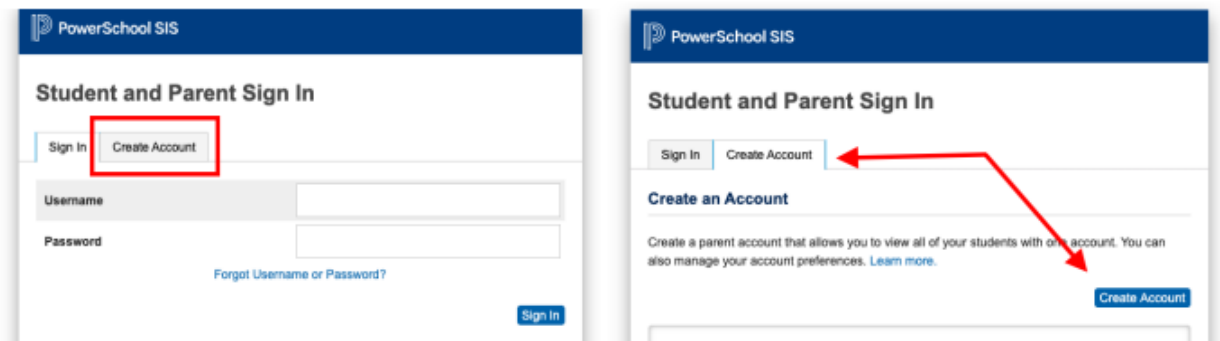 PowerSchool SIS
Student and Parent Sign In
Sign In
Create Account
Username
Password
Forgot Username or Password?
Sign In
PowerSchool SIS
Student and Parent Sign In
Sign In
Create Account
Create an Account
Create a parent account that allows you to view all of your students with one account. You can
also manage your account preferences. Learn more.
Create Account